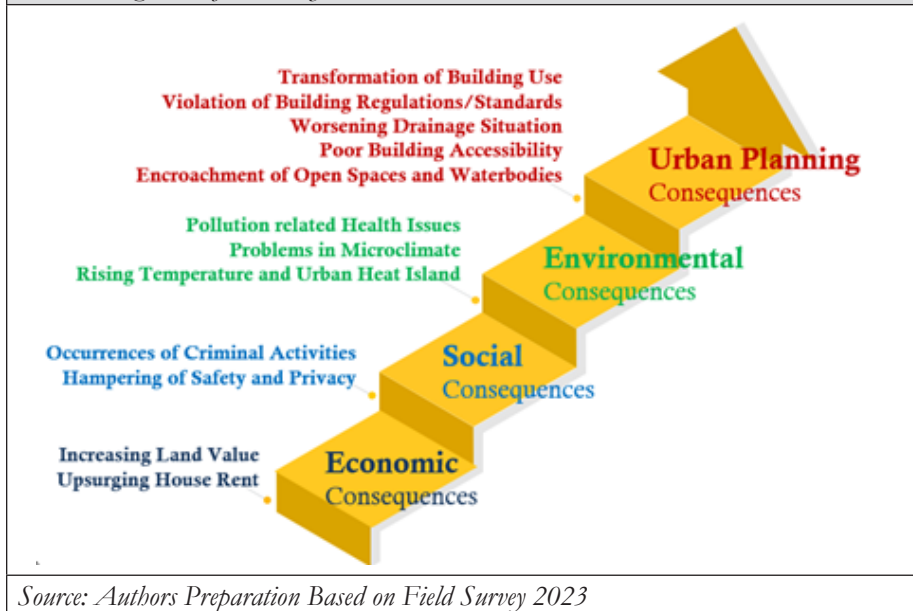 Transformation of Building Use
Violation of Building Regulations/Standards
Worsening Drainage Situation
Poor Building Accessibility
Encroachment of Open Spaces and Waterbodies
Urban Planning
Consequences
Pollution related Health Issues
Problems in Microclimate
Rising Temperature and Urban Heat Island
Environmental
Consequences
Occurrences of Criminal Activities
Hampering of Safety and Privacy
Social
Consequences
Increasing Land Value
Upsurging House Rent
Economic
Consequences
Source: Authors Preparation Based on Field Survey 2023